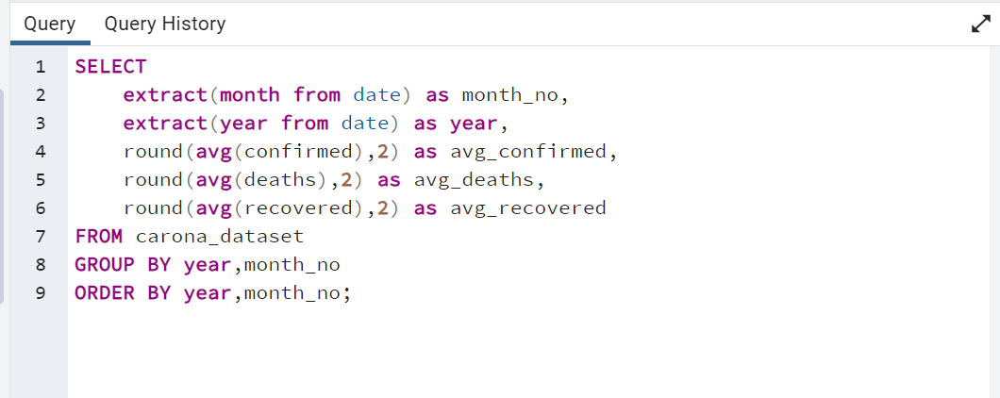 Query Query History
1 SELECT
2 extract(month from date) as month_no,
3 extract(year from date) as year,
4 round(avg(confirmed),2) as avg_confirmed,
5 round(avg(deaths),2) as avg_deaths,
6 round(avg(recovered),2) as avg_recovered
7 FROM carona_dataset
8 GROUP BY year,month_no
9 ORDER BY year,month_no;